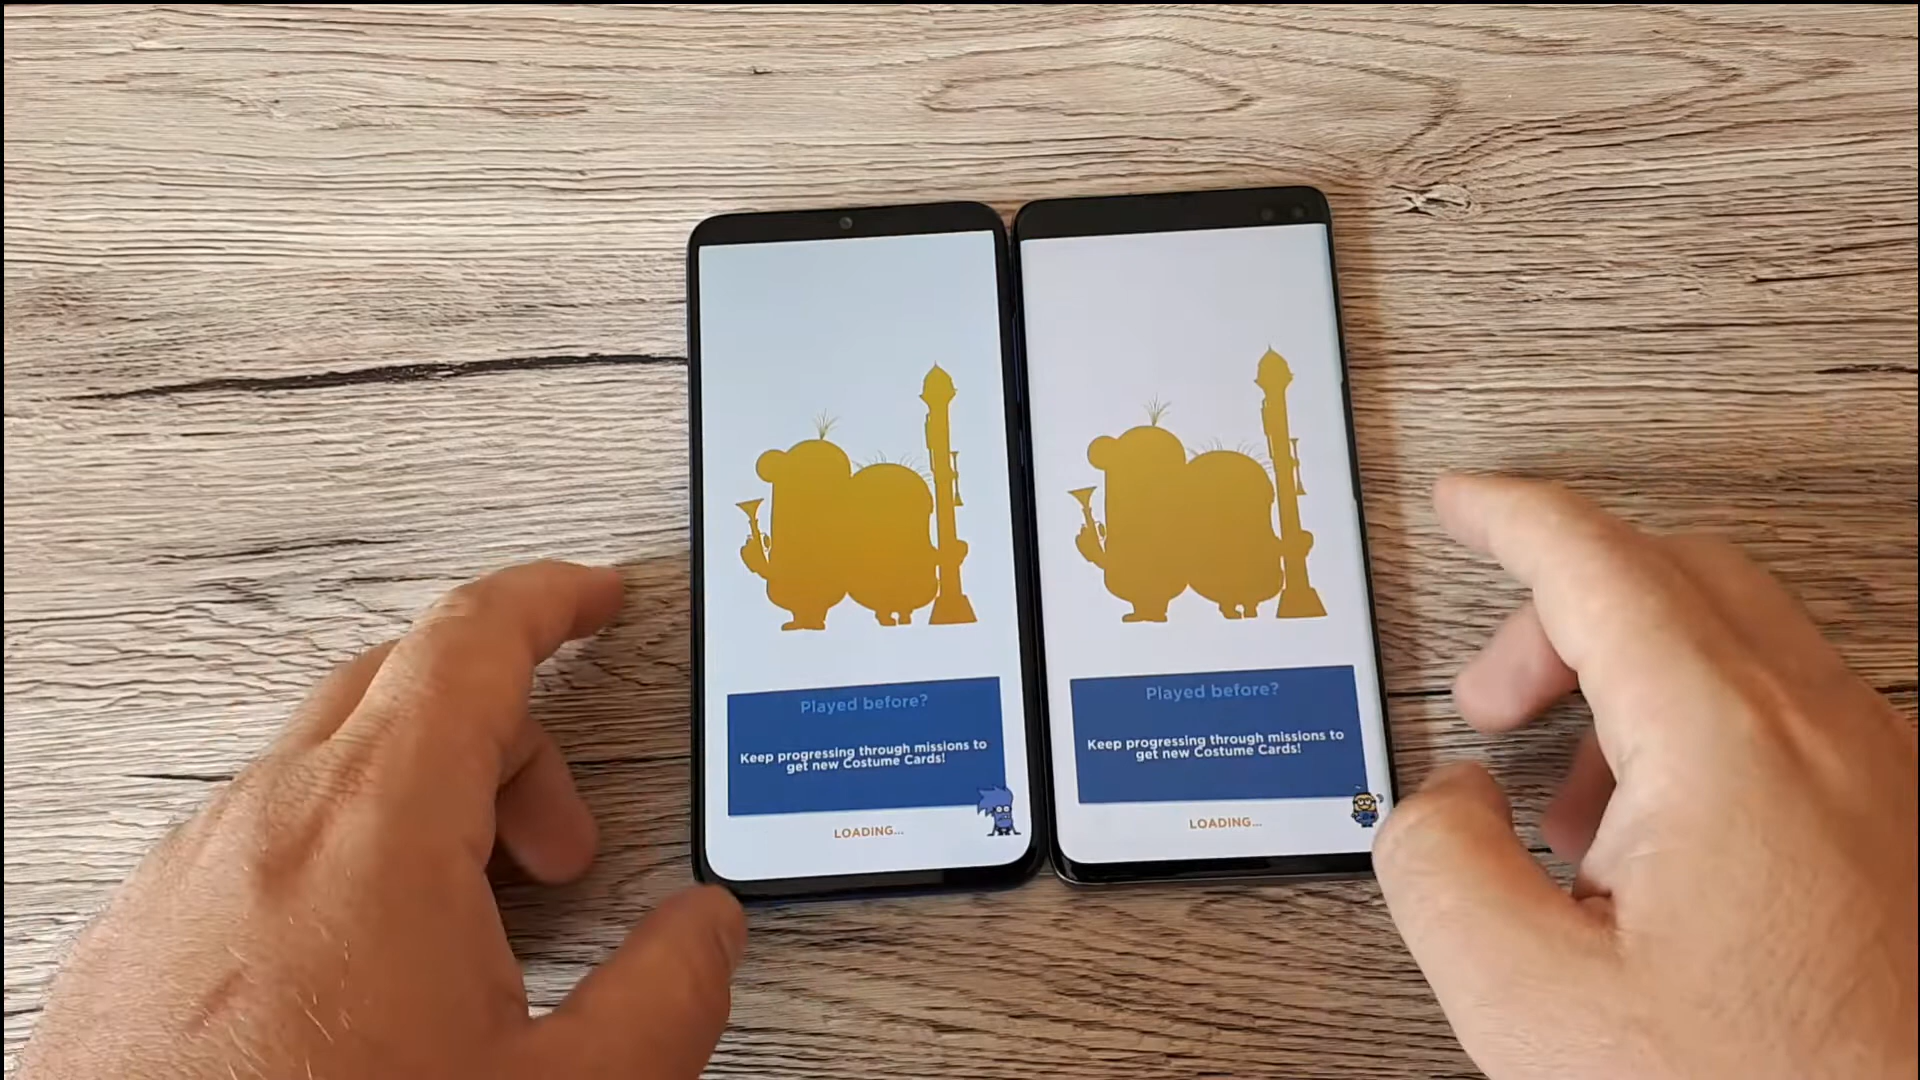 Played before?
Keep progressing through missions to
get new Costume Cards!
LOADING...
Played before?
Keep progressing through missions to
get new Costume Cards!
LOADING...